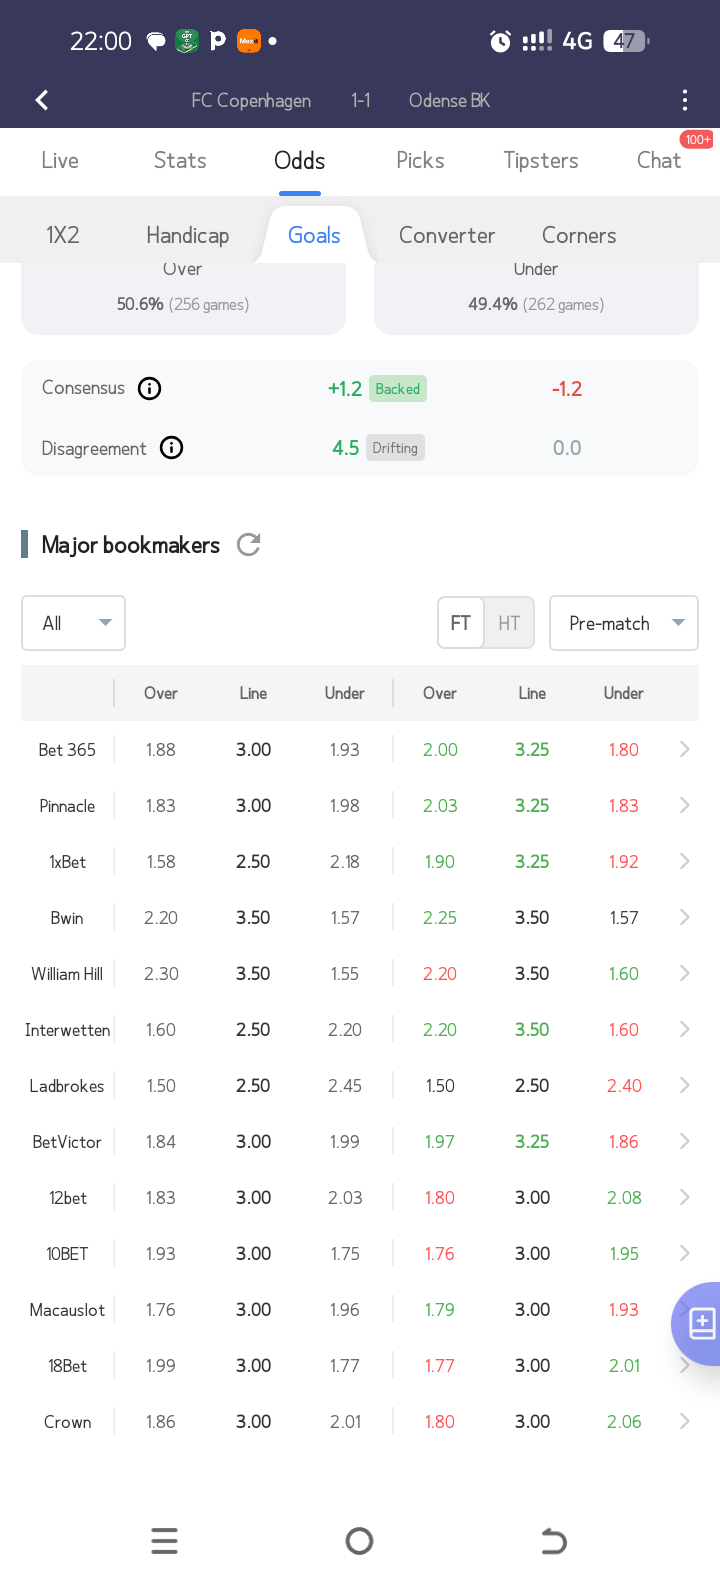 22:00 4G 47
FC Copenhagen 1-1 Odense BK
100+
Live Stats Odds Picks Tipsters Chat
1X2 Handicap Goals Converter Corners
Over Under
50.6% (256 games) 49.4% (262 games)
Consensus +1.2 Backed -1.2
Disagreement 4.5 Drifting 0.0
Major bookmakers
All FT HT Pre-match
Over Line Under Over Line Under
Bet 365 1.88 3.00 1.93 2.00 3.25 1.80
Pinnacle 1.83 3.00 1.98 2.03 3.25 1.83
1xBet 1.58 2.50 2.18 1.90 3.25 1.92
Bwin 2.20 3.50 1.57 2.25 3.50 1.57
William Hill 2.30 3.50 1.55 2.20 3.50 1.60
Interwetten 1.60 2.50 2.20 2.20 3.50 1.60
Ladbrokes 1.50 2.50 2.45 1.50 2.50 2.40
BetVictor 1.84 3.00 1.99 1.97 3.25 1.86
12bet 1.83 3.00 2.03 1.80 3.00 2.08
10BET 1.93 3.00 1.75 1.76 3.00 1.95
Macauslot 1.76 3.00 1.96 1.79 3.00 1.93
18Bet 1.99 3.00 1.77 1.77 3.00 2.01
Crown 1.86 3.00 2.01 1.80 3.00 2.06